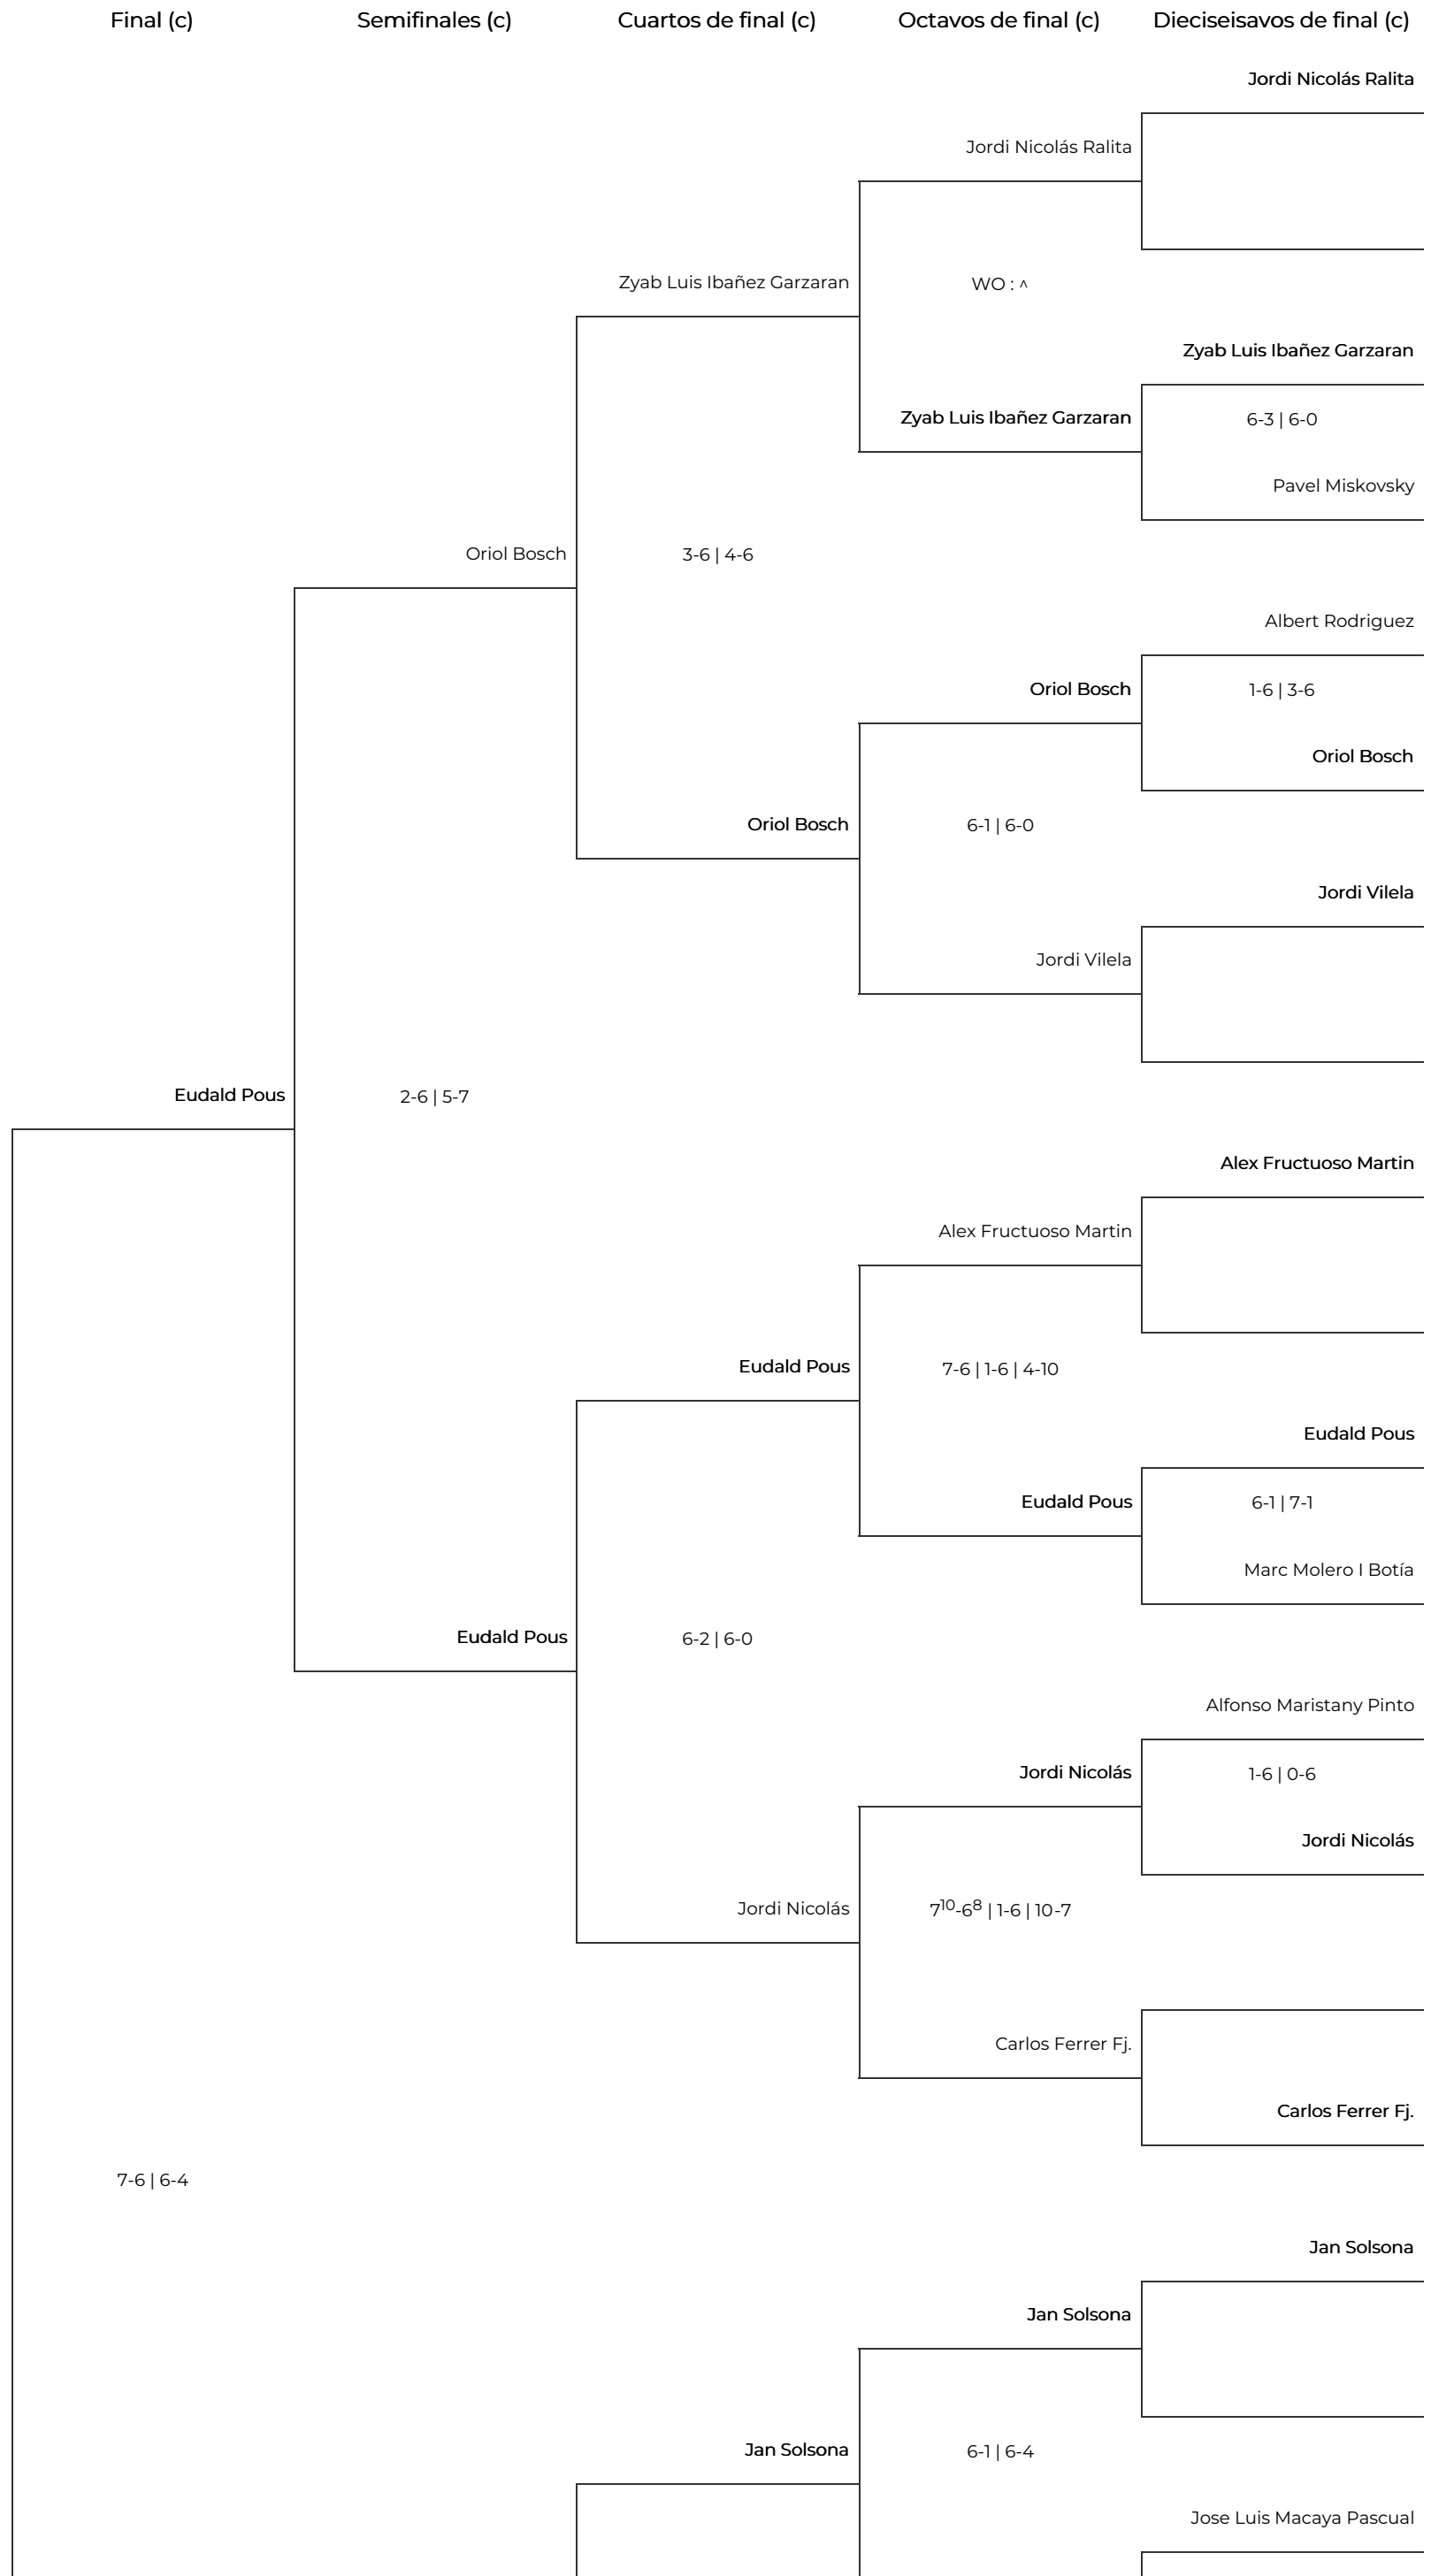 Final (c) Semifinales (c) Cuartos de final (c) Octavos de final (c) Dieciseisavos de final (c)
Jordi Nicolás Ralita
Jordi Nicolás Ralita
Zyab Luis Ibañez Garzaran WO : ^
Zyab Luis Ibañez Garzaran
Zyab Luis Ibañez Garzaran 6-3 | 6-0
Pavel Miskovsky
Oriol Bosch 3-6 | 4-6
Albert Rodriguez
Oriol Bosch 1-6 | 3-6
Oriol Bosch
Oriol Bosch 6-1 | 6-0
Jordi Vilela
Jordi Vilela
Eudald Pous 2-6 | 5-7
Alex Fructuoso Martin
Alex Fructuoso Martin
Eudald Pous 7-6 | 1-6 | 4-10
Eudald Pous
Eudald Pous 6-1 | 7-1
Marc Molero I Botía
Eudald Pous 6-2 | 6-0
Alfonso Maristany Pinto
Jordi Nicolás 1-6 | 0-6
Jordi Nicolás
Jordi Nicolás 7¹⁰-6⁸ | 1-6 | 10-7
Carlos Ferrer Fj.
Carlos Ferrer Fj.
7-6 | 6-4
Jan Solsona
Jan Solsona
Jan Solsona 6-1 | 6-4
Jose Luis Macaya Pascual